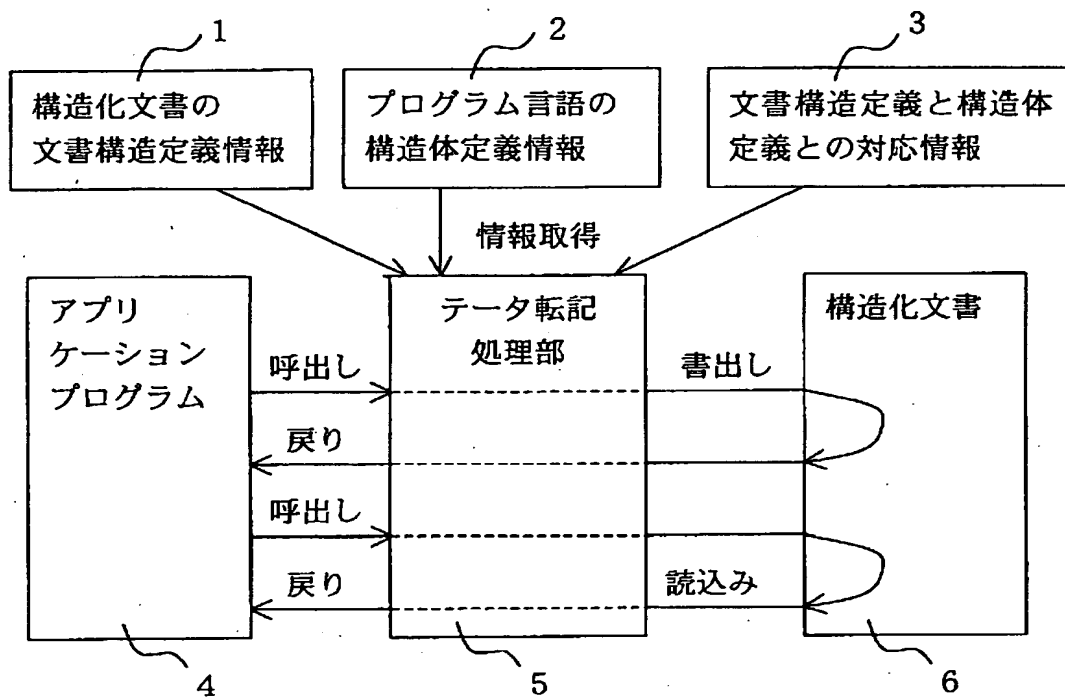 1
2
3
構造化文書の
文書構造定義情報
プログラム言語の
構造体定義情報
文書構造定義と構造体
定義との対応情報
情報取得
アプリ
ケーション
プログラム
テータ転記
処理部
構造化文書
呼出し
書出し
戻り
呼出し
戻り
読込み
4
5
6